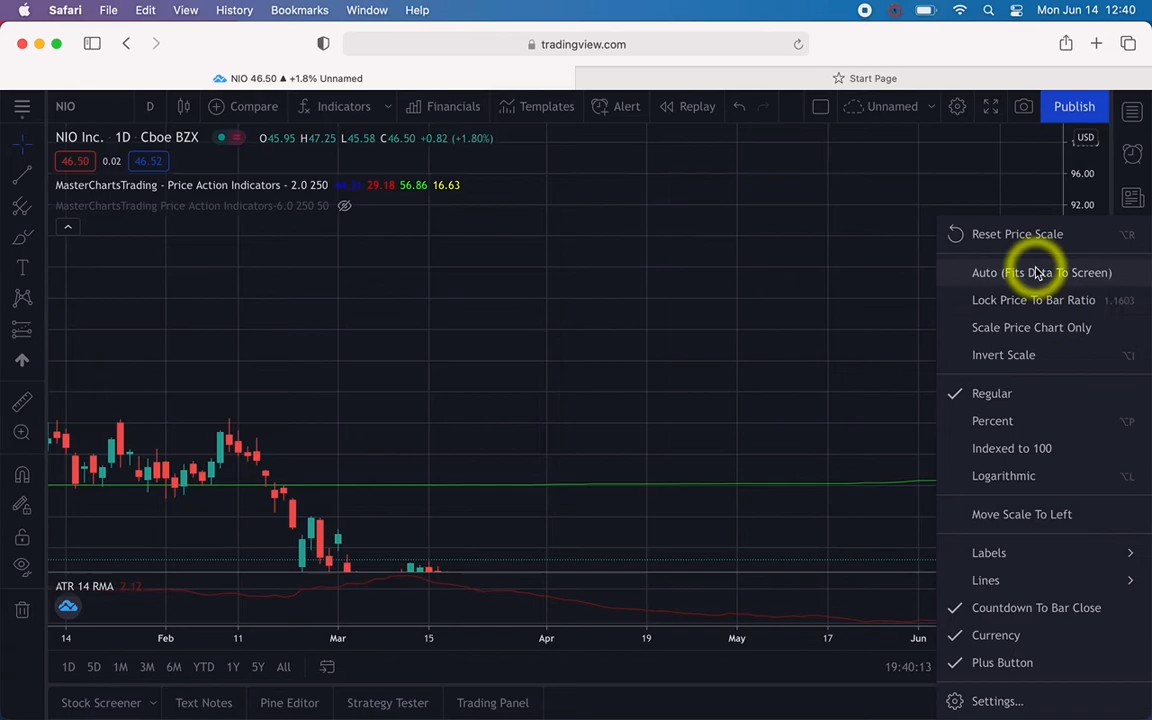 Safari File Edit View History Bookmarks Window Help Mon Jun 14 12:40
tradingview.com
NIO 46.50 ▲ +1.8% Unnamed Start Page
NIO D Compare Indicators Financials Templates Alert Replay Unnamed Publish
NIO Inc. · 1D · Cboe BZX O45.95 H47.25 L45.58 C46.50 +0.82 (+1.80%) USD
46.50 0.02 46.52
96.00
MasterChartsTrading - Price Action Indicators - 2.0 250 29.18 56.86 16.63
MasterChartsTrading Price Action Indicators-6.0 250 50 92.00
Reset Price Scale ⌥R
Auto (Fits Data To Screen)
Lock Price To Bar Ratio 1.1603
Scale Price Chart Only
Invert Scale ⌥I
Regular
Percent ⌥P
Indexed to 100
Logarithmic ⌥L
Move Scale To Left
Labels
Lines
Countdown To Bar Close
Currency
Plus Button
Settings...
ATR 14 RMA 2.12
14 Feb 11 Mar 15 Apr 19 May 17 Jun
1D 5D 1M 3M 6M YTD 1Y 5Y All 19:40:13
Stock Screener Text Notes Pine Editor Strategy Tester Trading Panel